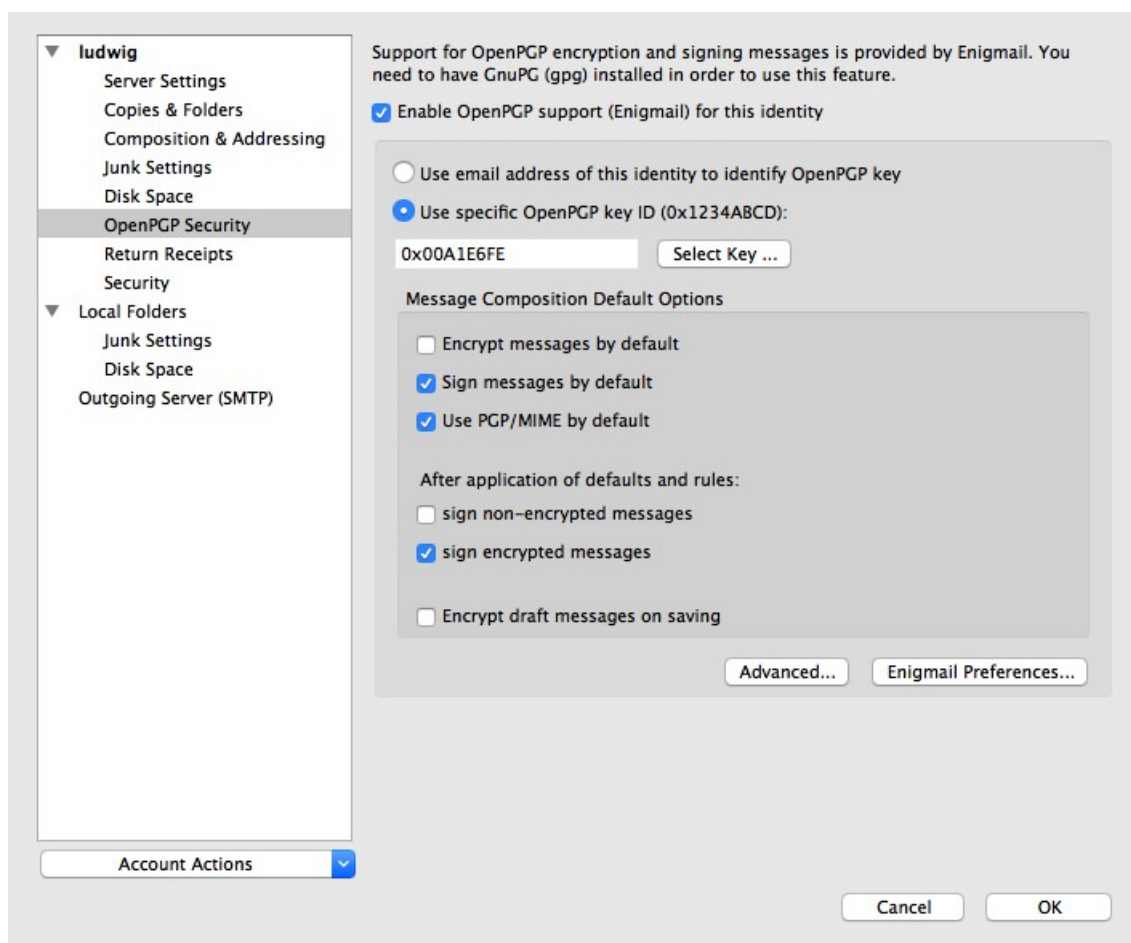 ludwig
Server Settings
Copies & Folders
Composition & Addressing
Junk Settings
Disk Space
OpenPGP Security
Return Receipts
Security
Local Folders
Junk Settings
Disk Space
Outgoing Server (SMTP)
Account Actions
Support for OpenPGP encryption and signing messages is provided by Enigmail. You
need to have GnuPG (gpg) installed in order to use this feature.
Enable OpenPGP support (Enigmail) for this identity
Use email address of this identity to identify OpenPGP key
Use specific OpenPGP key ID (0x1234ABCD):
0x00A1E6FE
Select Key ...
Message Composition Default Options
Encrypt messages by default
Sign messages by default
Use PGP/MIME by default
After application of defaults and rules:
sign non-encrypted messages
sign encrypted messages
Encrypt draft messages on saving
Advanced...
Enigmail Preferences...
Cancel
OK